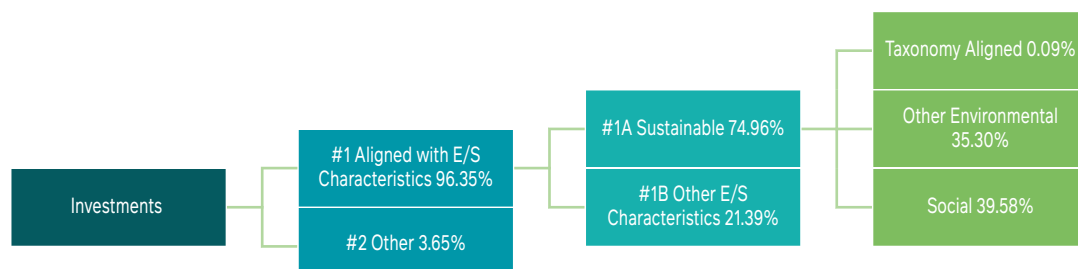 Investments
#1 Aligned with E/S
Characteristics 96.35%
#2 Other 3.65%
#1A Sustainable 74.96%
#1B Other E/S
Characteristics 21.39%
Taxonomy Aligned 0.09%
Other Environmental
35.30%
Social 39.58%